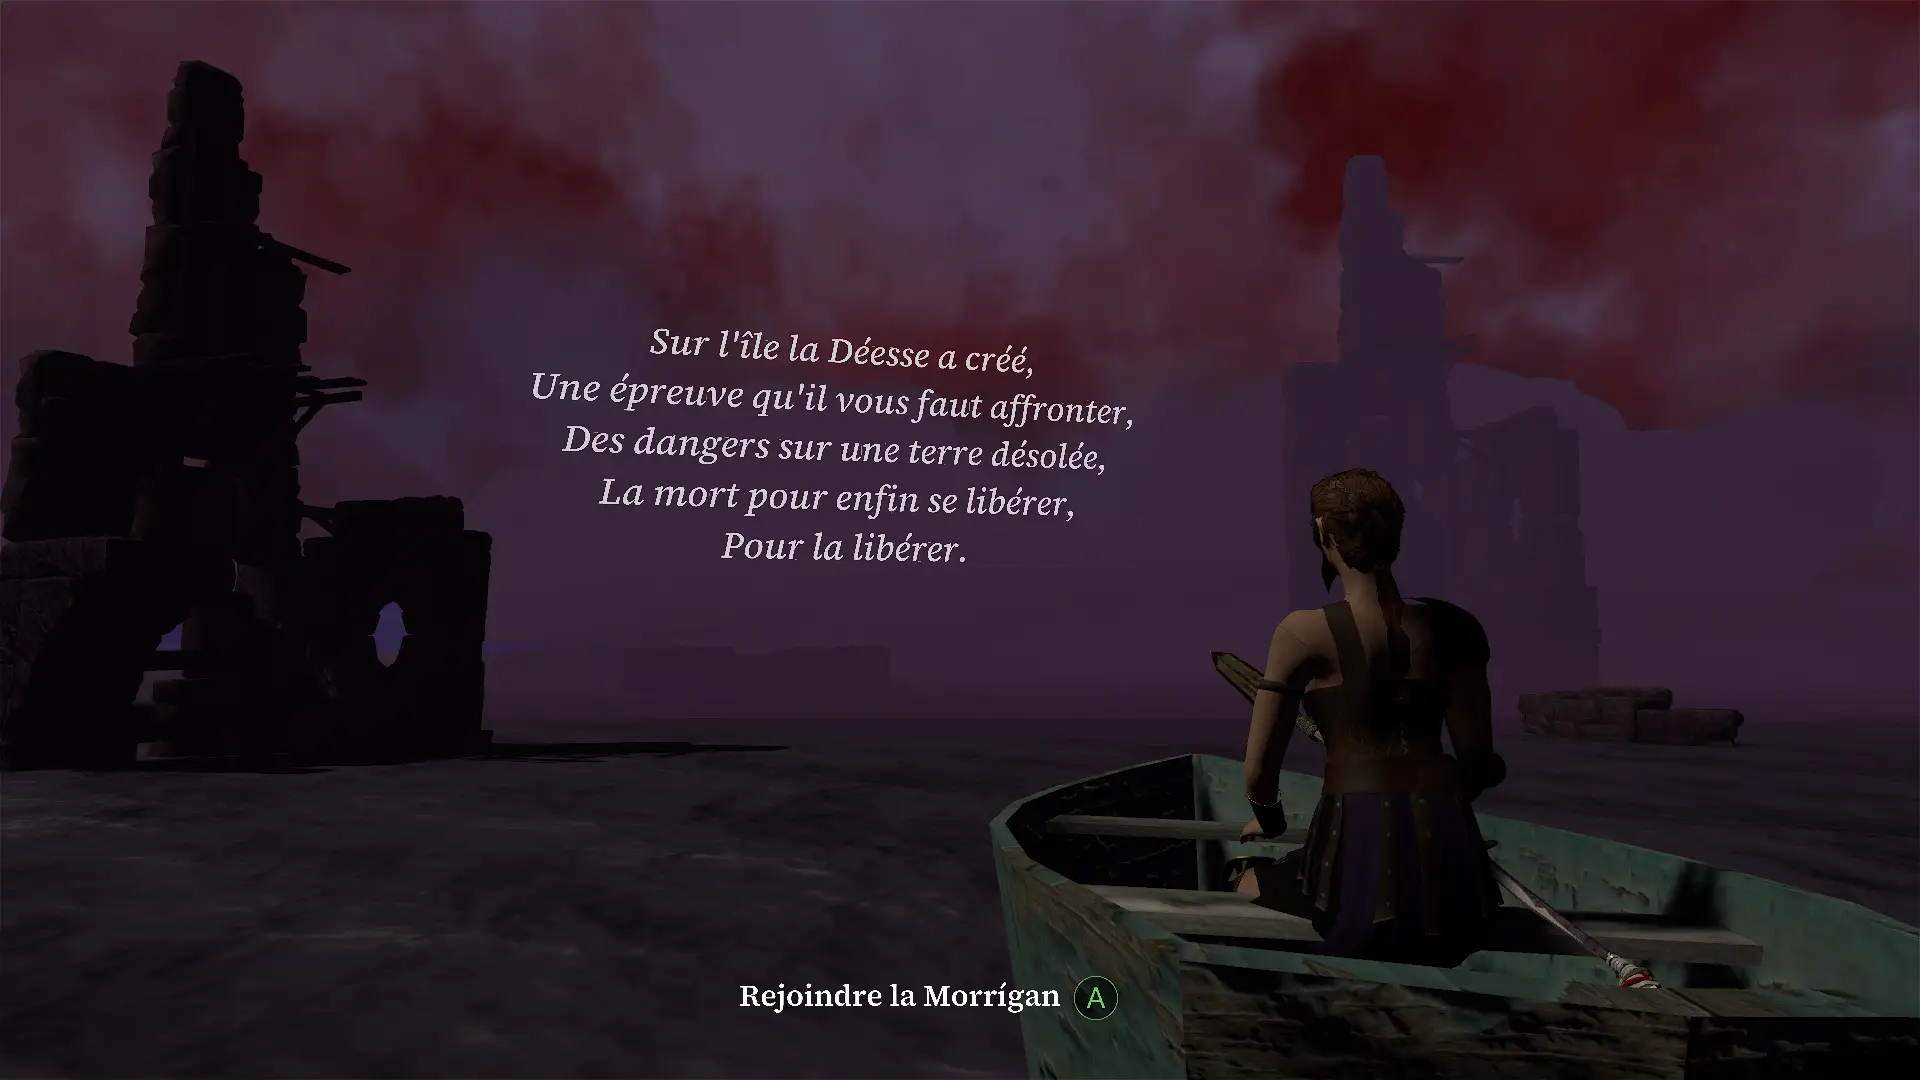 Sur l'île la Déesse a créé,
Une épreuve qu'il vous faut affronter,
Des dangers sur une terre désolée,
La mort pour enfin se libérer,
Pour la libérer.
Rejoindre la Morrígan A